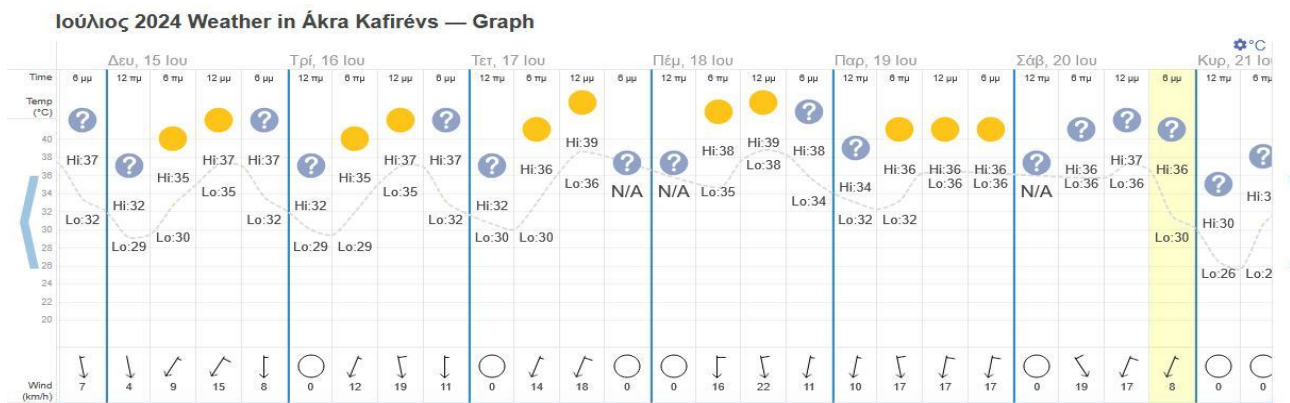 Ιούλιος 2024 Weather in Ákra Kafirévs — Graph
°C
Δευ, 15 Ιου Τρί, 16 Ιου Τετ, 17 Ιου Πέμ, 18 Ιου Παρ, 19 Ιου Σάβ, 20 Ιου Κυρ, 21 Ιου
Time 6 μμ 12 πμ 6 πμ 12 μμ 6 μμ 12 πμ 6 πμ 12 μμ 6 μμ 12 πμ 6 πμ 12 μμ 6 μμ 12 πμ 6 πμ 12 μμ 6 μμ 12 πμ 6 πμ 12 μμ 6 μμ 12 πμ 6 πμ 12 μμ 6 μμ 12 πμ 6 πμ
Temp
(°C)
? ? ? ? ? ? ? ? ? ? ? ? ? ? ? ?
40
38
36
34
32
30
28
26
24
22
20
Hi:37 Hi:32 Hi:35 Hi:37 Hi:37 Hi:32 Hi:35 Hi:37 Hi:37 Hi:32 Hi:36 Hi:39 N/A N/A Hi:38 Hi:39 Hi:38 Hi:34 Hi:36 Hi:36 Hi:36 N/A Hi:36 Hi:37 Hi:36 Hi:30 Hi:3
Lo:32 Lo:29 Lo:30 Lo:35 Lo:32 Lo:29 Lo:29 Lo:35 Lo:32 Lo:30 Lo:30 Lo:36 Lo:35 Lo:38 Lo:34 Lo:32 Lo:32 Lo:36 Lo:36 Lo:36 Lo:36 Lo:30 Lo:26 Lo:2
Wind
(km/h)
7 4 9 15 8 0 12 19 11 0 14 18 0 0 16 22 11 10 17 17 17 0 19 17 8 0 0